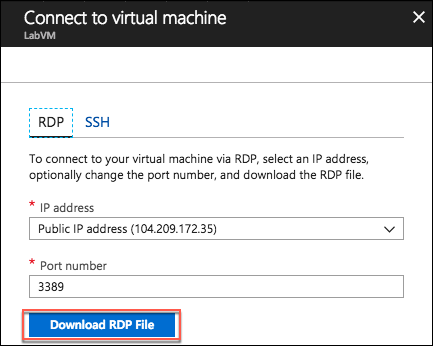 Connect to virtual machine
LabVM
RDP SSH
To connect to your virtual machine via RDP, select an IP address,
optionally change the port number, and download the RDP file.
* IP address
Public IP address (104.209.172.35)
* Port number
3389
Download RDP File